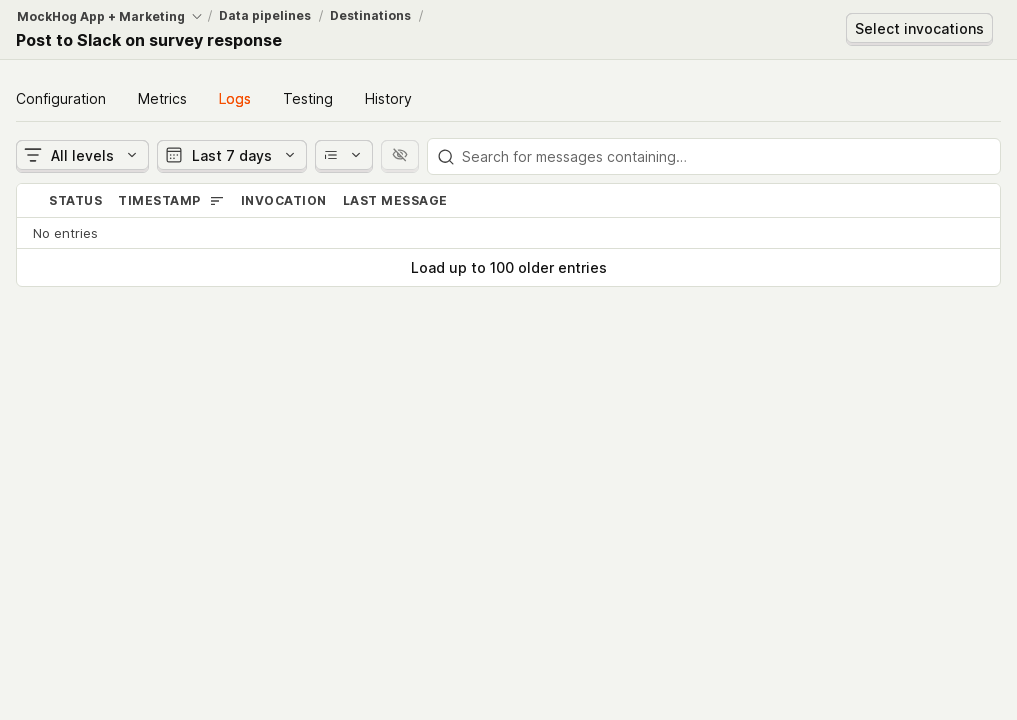 MockHog App + Marketing / Data pipelines / Destinations /
Post to Slack on survey response
Select invocations
Configuration Metrics Logs Testing History
All levels Last 7 days Search for messages containing…
STATUS TIMESTAMP INVOCATION LAST MESSAGE
No entries
Load up to 100 older entries